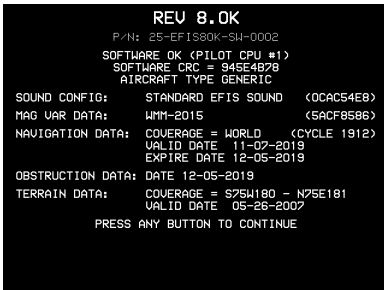 REV 8.0K
P/N: 25-EFIS80K-SW-0002
SOFTWARE OK (PILOT CPU #1)
SOFTWARE CRC = 945E4B78
AIRCRAFT TYPE GENERIC
SOUND CONFIG: STANDARD EFIS SOUND (0CAC54E8)
MAG VAR DATA: WMM-2015 (5ACF8586)
NAVIGATION DATA: COVERAGE = WORLD (CYCLE 1912)
VALID DATE 11-07-2019
EXPIRE DATE 12-05-2019
OBSTRUCTION DATA: DATE 12-05-2019
TERRAIN DATA: COVERAGE = S75W180 - N75E181
VALID DATE 05-26-2007
PRESS ANY BUTTON TO CONTINUE